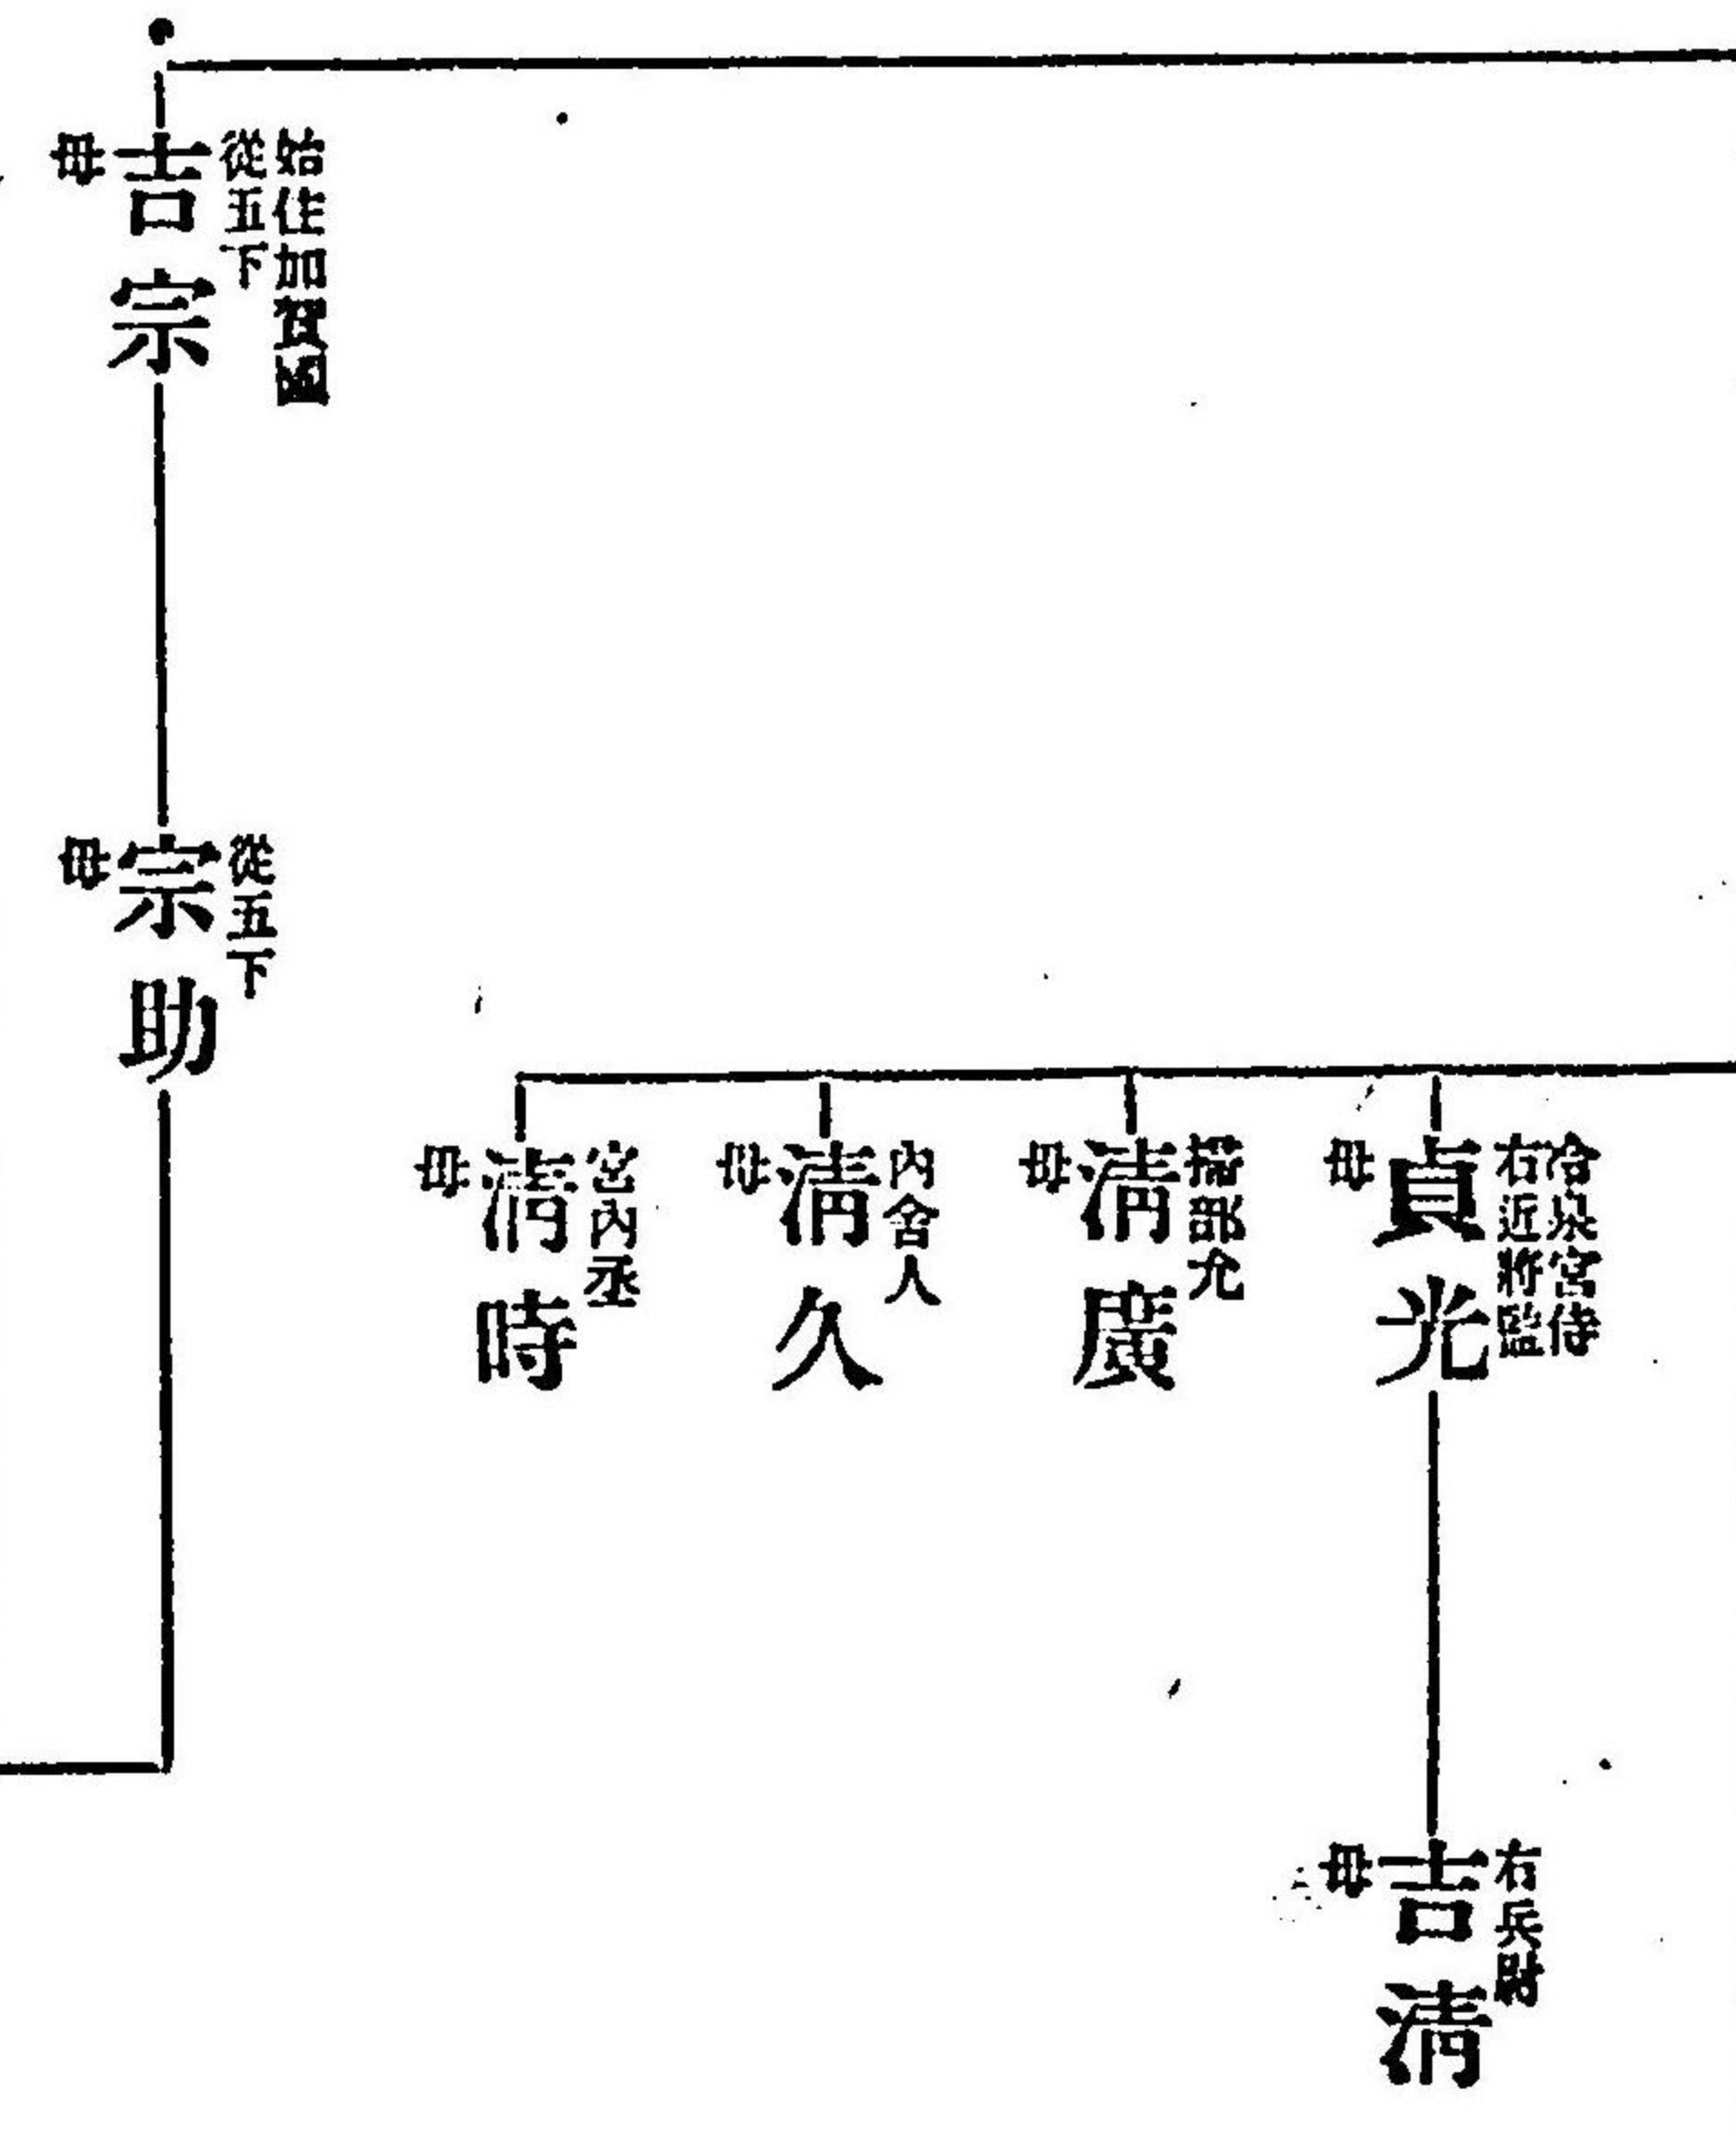 冷泉宮侍
右近將監
貞光
母
右兵尉
吉清
母
掃部允
清廣
母
內舍人
清久
母
宮內丞
清時
母
始住加賀國
從五下
吉宗
母
從五下
宗助
母